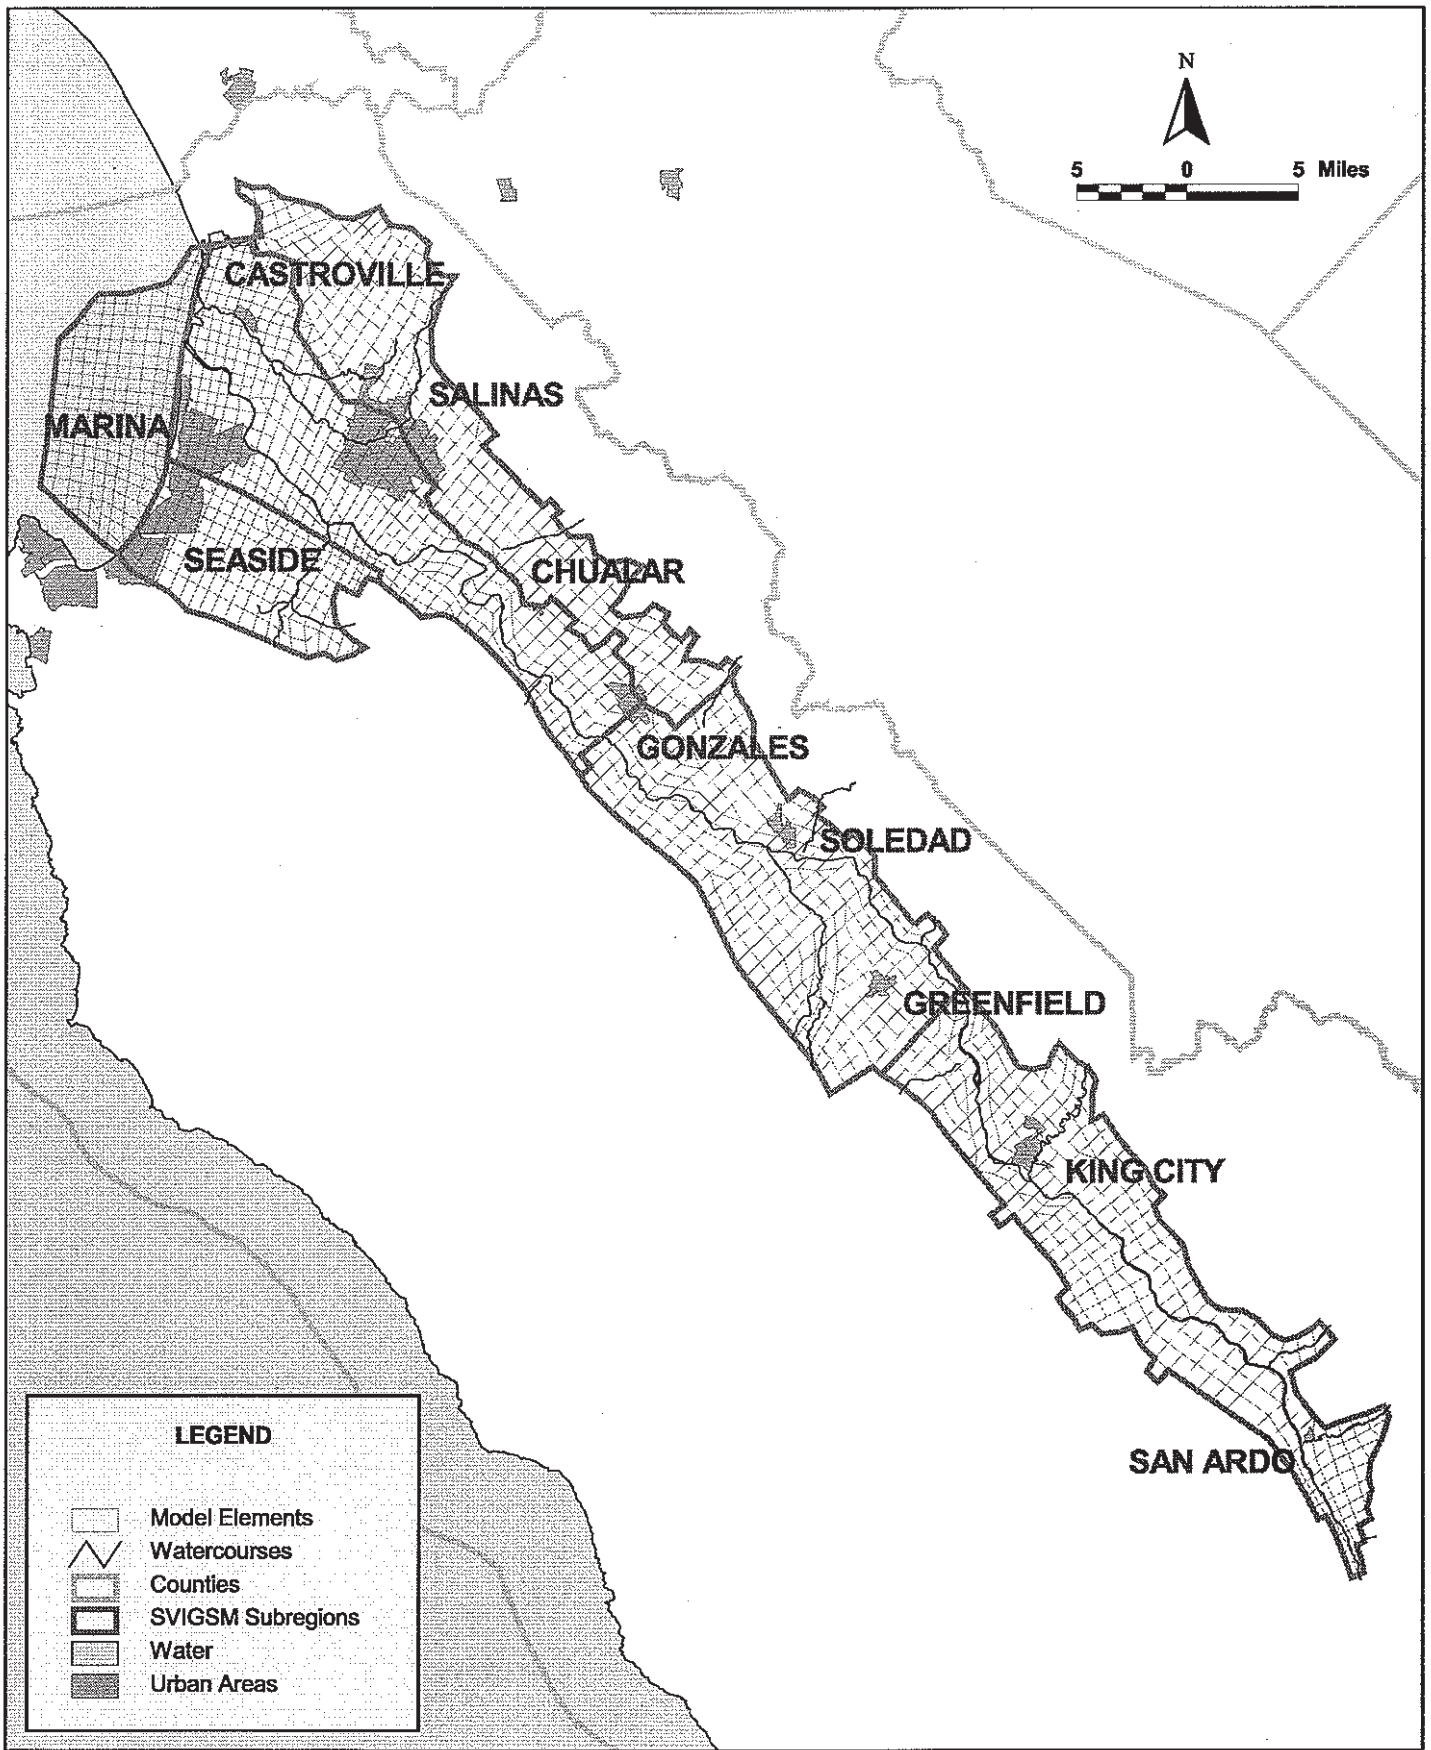 N
5 0 5 Miles
CASTROVILLE
SALINAS
MARINA
SEASIDE
CHUALAR
GONZALES
SOLEDAD
GREENFIELD
KING CITY
SAN ARDO
LEGEND
Model Elements
Watercourses
Counties
SVIGSM Subregions
Water
Urban Areas